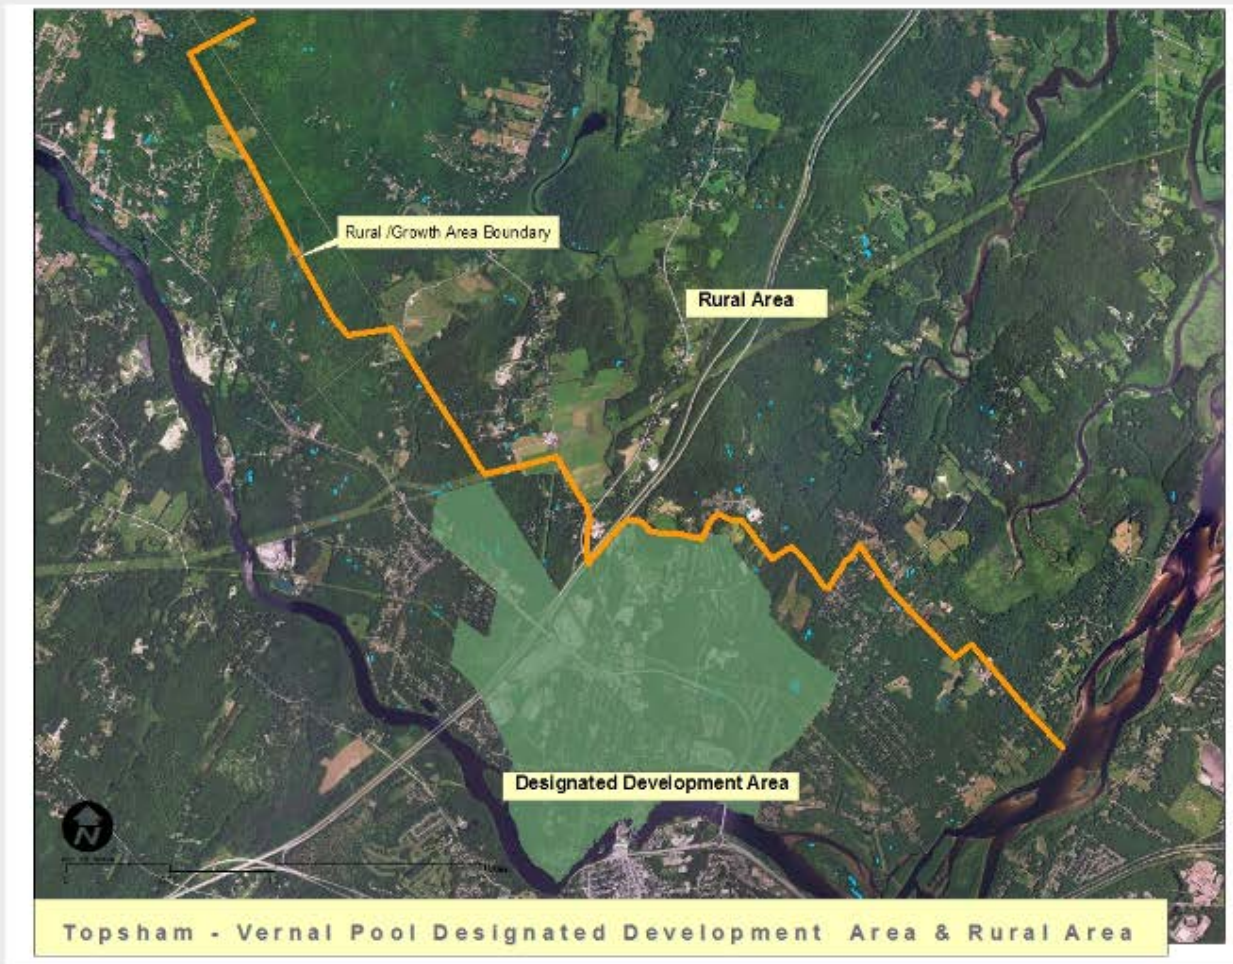 Rural /Growth Area Boundary
Rural Area
Designated Development Area
N
Topsham - Vernal Pool Designated Development Area & Rural Area